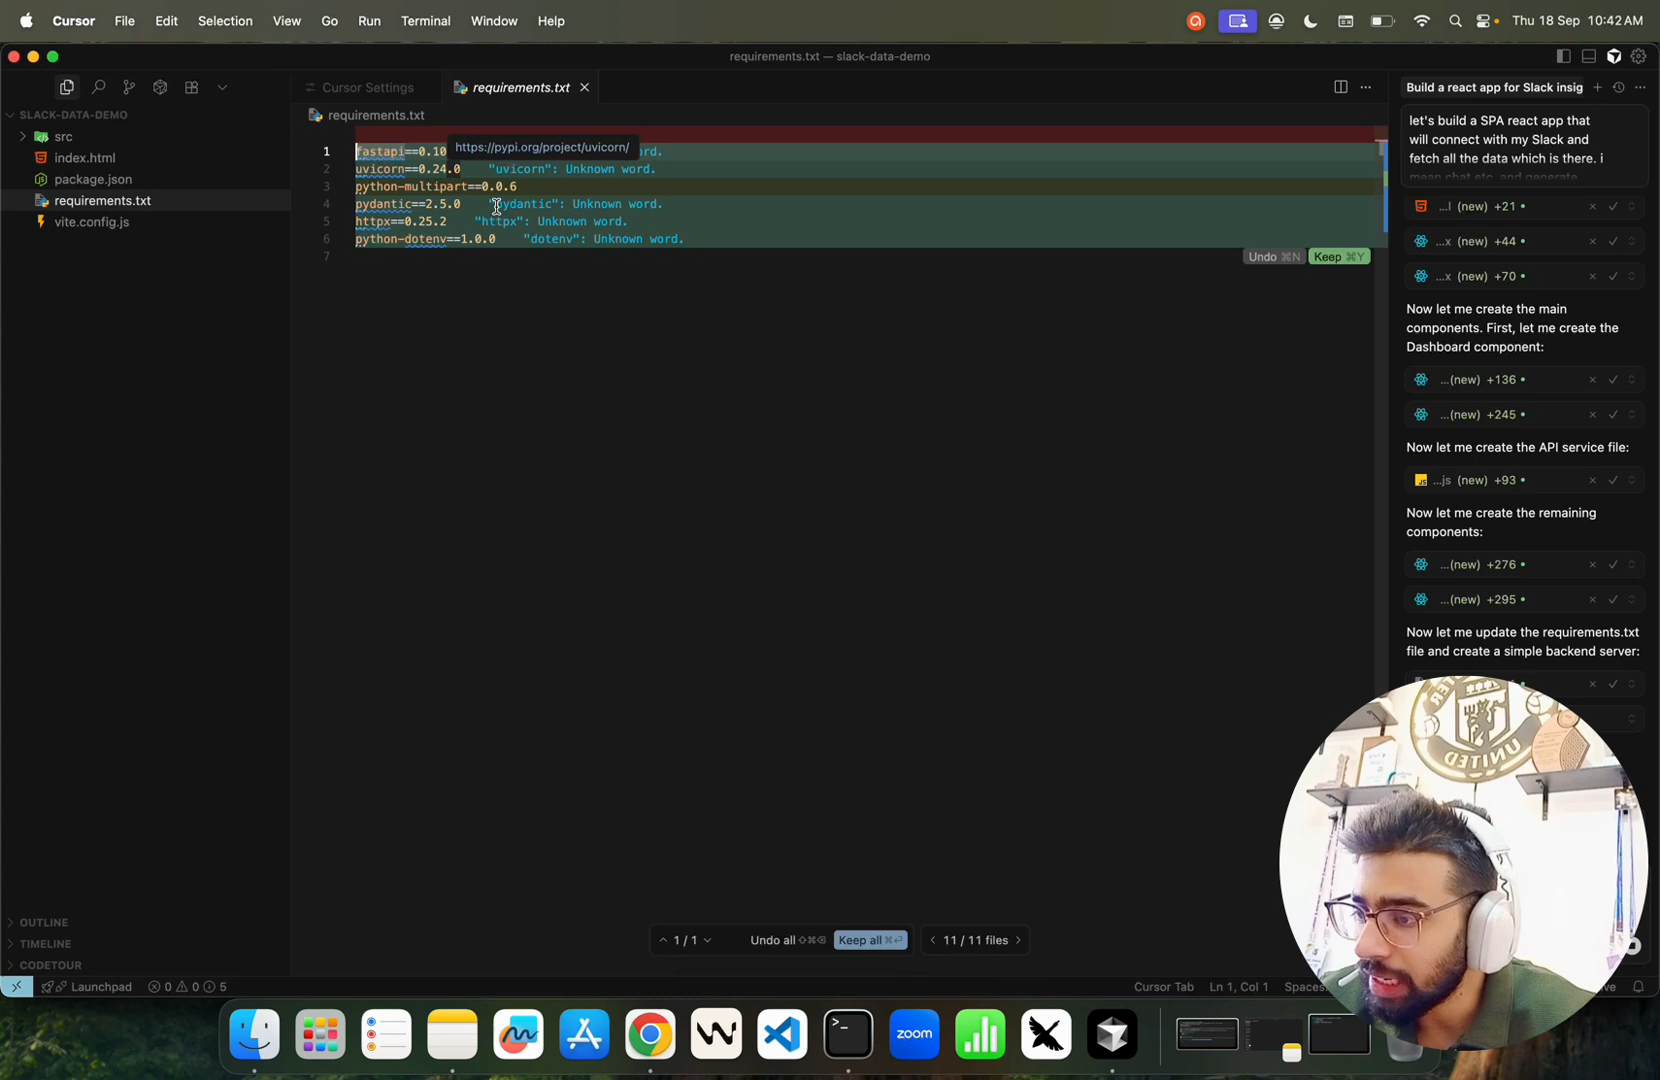 Cursor File Edit Selection View Go Run Terminal Window Help
Thu 18 Sep 10:42 AM
requirements.txt — slack-data-demo
Cursor Settings
requirements.txt
Build a react app for Slack insig
SLACK-DATA-DEMO
src
index.html
package.json
requirements.txt
vite.config.js
requirements.txt
https://pypi.org/project/uvicorn/
1 fastapi==0.10 ord.
2 uvicorn==0.24.0 "uvicorn": Unknown word.
3 python-multipart==0.0.6
4 pydantic==2.5.0 "pydantic": Unknown word.
5 httpx==0.25.2 "httpx": Unknown word.
6 python-dotenv==1.0.0 "dotenv": Unknown word.
7
Undo ⌘N Keep ⌘Y
let's build a SPA react app that
will connect with my Slack and
fetch all the data which is there. i
mean chat etc. and generate
...l (new) +21
...x (new) +44
...x (new) +70
Now let me create the main
components. First, let me create the
Dashboard component:
...(new) +136
...(new) +245
Now let me create the API service file:
JS ...js (new) +93
Now let me create the remaining
components:
...(new) +276
...(new) +295
Now let me update the requirements.txt
file and create a simple backend server:
UNITED
OUTLINE
TIMELINE
CODETOUR
1 / 1 Undo all ⇧⌘⌫ Keep all ⌘⏎ 11 / 11 files
Launchpad 0 0 5
Cursor Tab Ln 1, Col 1 Spaces
zoom